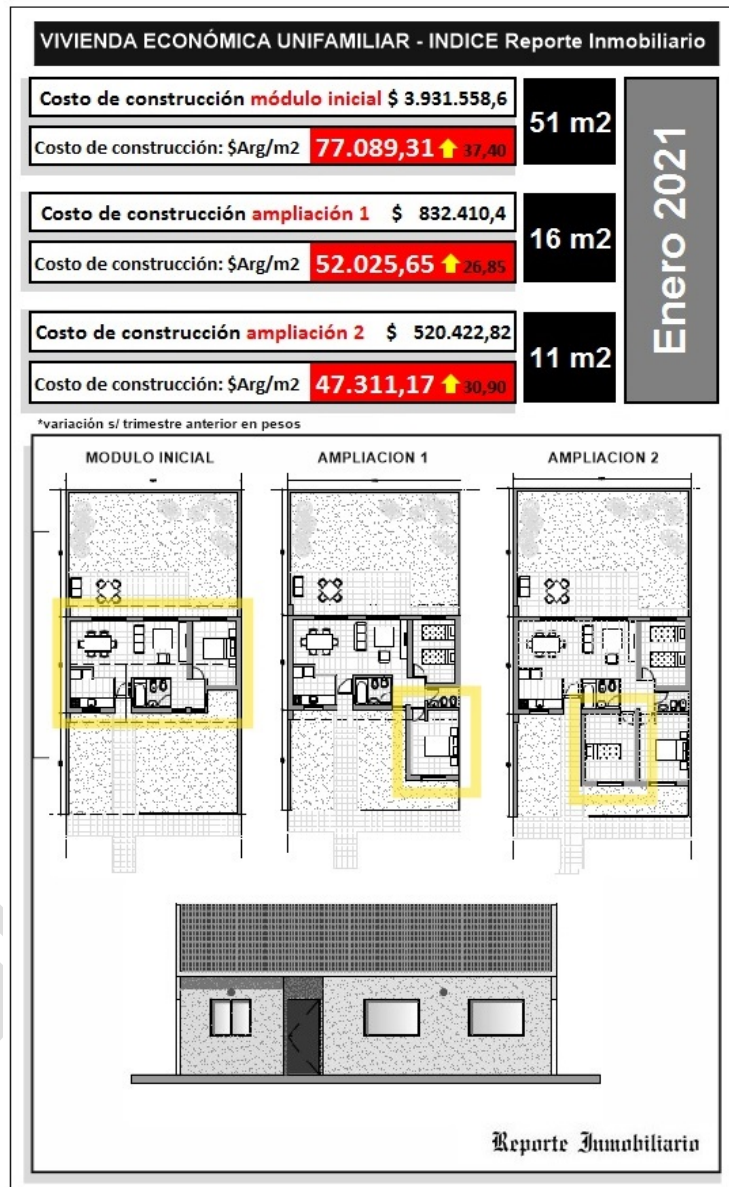 VIVIENDA ECONÓMICA UNIFAMILIAR - INDICE Reporte Inmobiliario
Costo de construcción módulo inicial $ 3.931.558,6
Costo de construcción: $Arg/m2 77.089,31 37,40
51 m2
Costo de construcción ampliación 1 $ 832.410,4
Costo de construcción: $Arg/m2 52.025,65 26,85
16 m2
Costo de construcción ampliación 2 $ 520.422,82
Costo de construcción: $Arg/m2 47.311,17 30,90
11 m2
Enero 2021
*variación s/ trimestre anterior en pesos
MODULO INICIAL
AMPLIACION 1
AMPLIACION 2
Reporte Inmobiliario